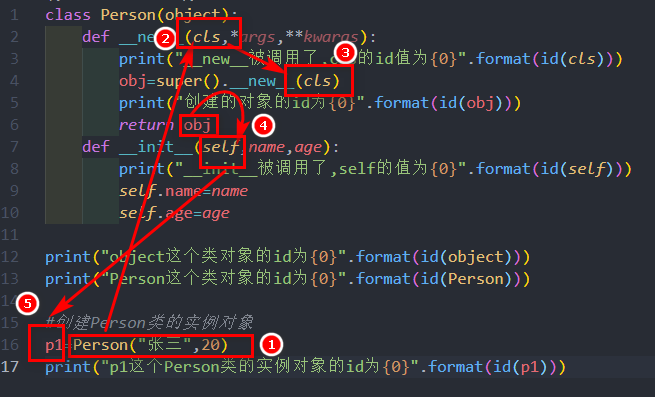 1 class Person(object):
2 def __new__(cls,*args,**kwargs):
②
③
3 print("__new__被调用了,cls的id值为{0}".format(id(cls)))
4 obj=super().__new__(cls)
5 print("创建的对象的id为{0}".format(id(obj)))
6 return obj
④
7 def __init__(self,name,age):
8 print("__init__被调用了,self的值为{0}".format(id(self)))
9 self.name=name
10 self.age=age
11
12 print("object这个类对象的id为{0}".format(id(object)))
13 print("Person这个类对象的id为{0}".format(id(Person)))
14
⑤
15 #创建Person类的实例对象
16 p1=Person("张三",20)
①
17 print("p1这个Person类的实例对象的id为{0}".format(id(p1)))